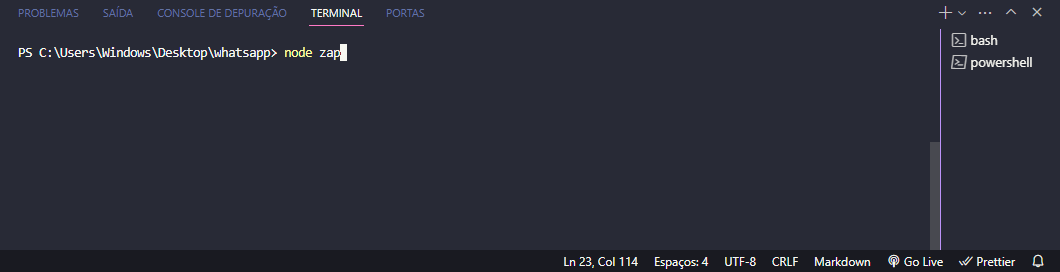 PROBLEMAS SAÍDA CONSOLE DE DEPURAÇÃO TERMINAL PORTAS
PS C:\Users\Windows\Desktop\whatsapp> node zap
bash
powershell
Ln 23, Col 114 Espaços: 4 UTF-8 CRLF Markdown Go Live Prettier